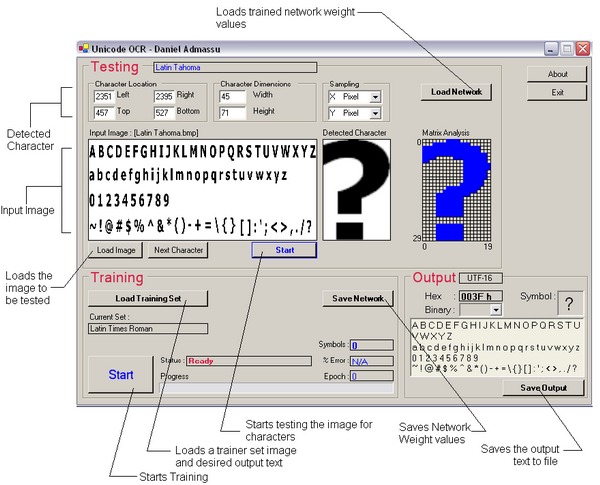 Loads trained network weight
values
Unicode OCR - Daniel Admassu
Testing
Latin Tahoma
Character Location
2351 Left 2395 Right
457 Top 527 Bottom
Character Dimensions
45 Width
71 Height
Sampling
X Pixel
Y Pixel
Load Network
About
Exit
Detected
Character
Input Image : [Latin Tahoma.bmp]
ABCDEFGHIJKLMNOPQRSTUVWXYZ
abcdefghijklmnopqrstuvwxyz
0123456789
~!@#$%^&*()-+=\{}[]:';<>,./?
Detected Character
?
Matrix Analysis
0
29
0 19
Input Image
Load Image
Next Character
Start
Loads the
image to
be tested
Training
Load Training Set
Save Network
Current Set :
Latin Times Roman
Symbols : 0
Start
Status : Ready
% Error : N/A
Progress
Epoch : 0
Output
UTF-16
Hex : 003F h
Symbol :
?
Binary :
ABCDEFGHIJKLMNOPQRSTU
VWXYZ
abcdefghijklmnopqrstuvwxyz
0123456789
~!@#$%^&*()-+=\{}[]:';<>,./?
Save Output
Starts testing the image for
characters
Loads a trainer set image
and desired output text
Starts Training
Saves Network
Weight values
Saves the output
text to file